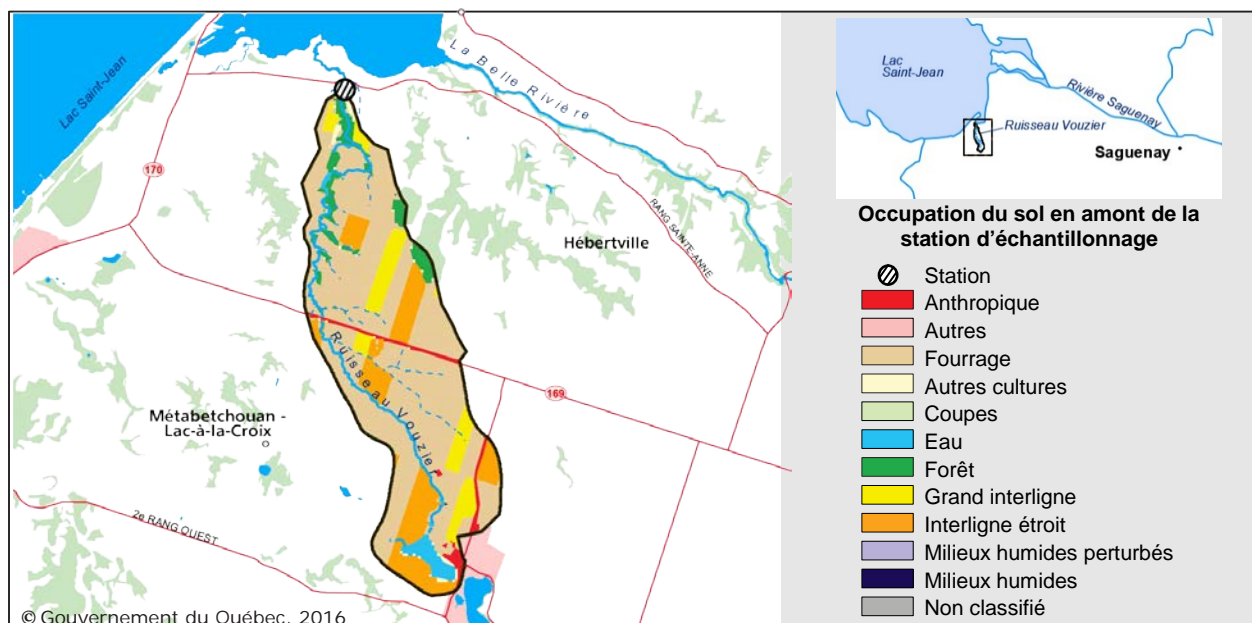 Lac Saint-Jean
La Belle Rivière
170
RANG SAINTE-ANNE
Hébertville
Ruisseau Vouzier
169
Métabetchouan -
Lac-à-la-Croix
2e RANG OUEST
© Gouvernement du Québec, 2016
Lac
Saint-Jean
Rivière Saguenay
Ruisseau Vouzier
Saguenay
Occupation du sol en amont de la
station d'échantillonnage
Station
Anthropique
Autres
Fourrage
Autres cultures
Coupes
Eau
Forêt
Grand interligne
Interligne étroit
Milieux humides perturbés
Milieux humides
Non classifié